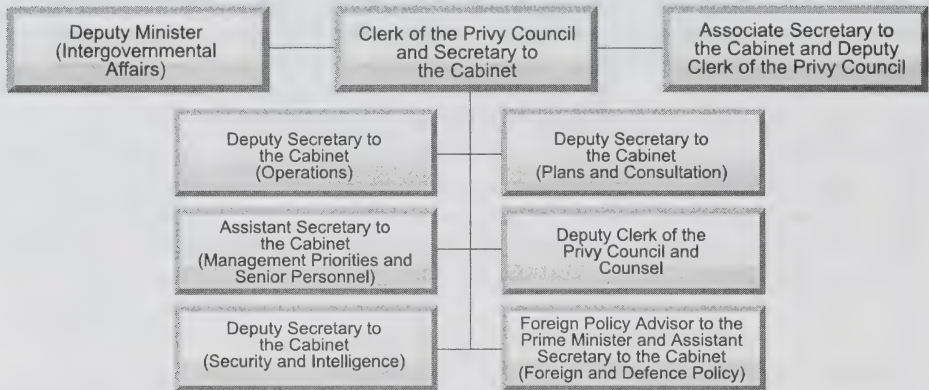 Deputy Minister
(Intergovernmental
Affairs)
Clerk of the Privy Council
and Secretary to
the Cabinet
Associate Secretary to
the Cabinet and Deputy
Clerk of the Privy Council
Deputy Secretary to
the Cabinet
(Operations)
Deputy Secretary to
the Cabinet
(Plans and Consultation)
Assistant Secretary to
the Cabinet
(Management Priorities and
Senior Personnel)
Deputy Clerk of the
Privy Council and
Counsel
Deputy Secretary to
the Cabinet
(Security and Intelligence)
Foreign Policy Advisor to the
Prime Minister and Assistant
Secretary to the Cabinet
(Foreign and Defence Policy)